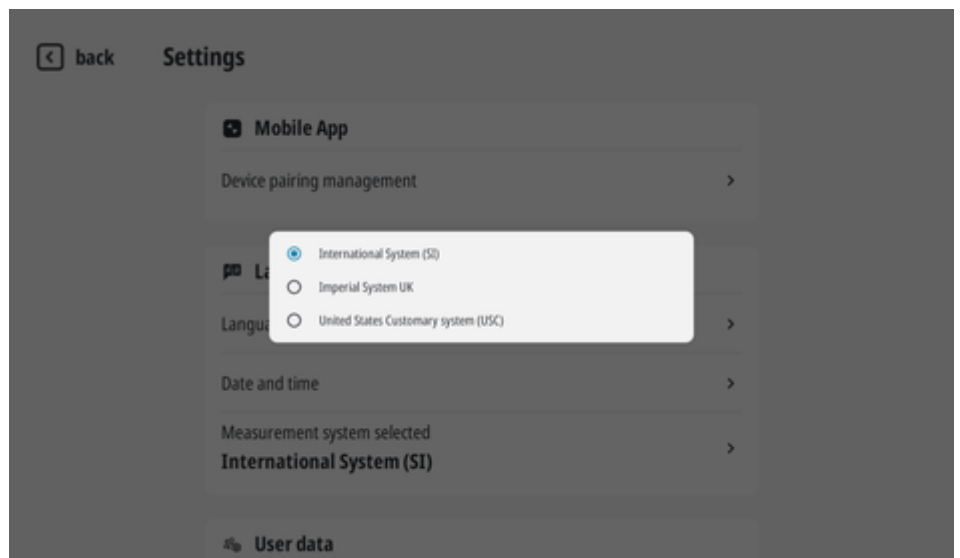 back
Settings
Mobile App
Device pairing management
International System (SI)
Imperial System UK
United States Customary system (USC)
Date and time
Measurement system selected
International System (SI)
User data